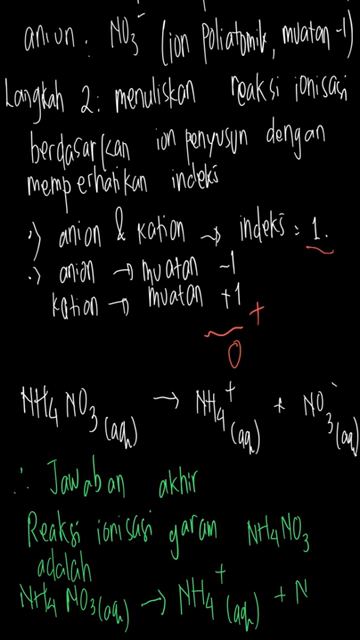 anion : NO₃⁻ (ion poliatomik, muatan -1)
Langkah 2 : menuliskan reaksi ionisasi
berdasarkan ion penyusun dengan
memperhatikan indeks
∴) anion & kation → indeks = 1.
∴) anion → muatan -1
kation → muatan +1
+
0
NH₄NO₃(aq) → NH₄⁺(aq) + NO₃⁻(aq)
∴ Jawaban akhir
Reaksi ionisasi garam NH₄NO₃
adalah
NH₄NO₃(aq) → NH₄⁺(aq) + N